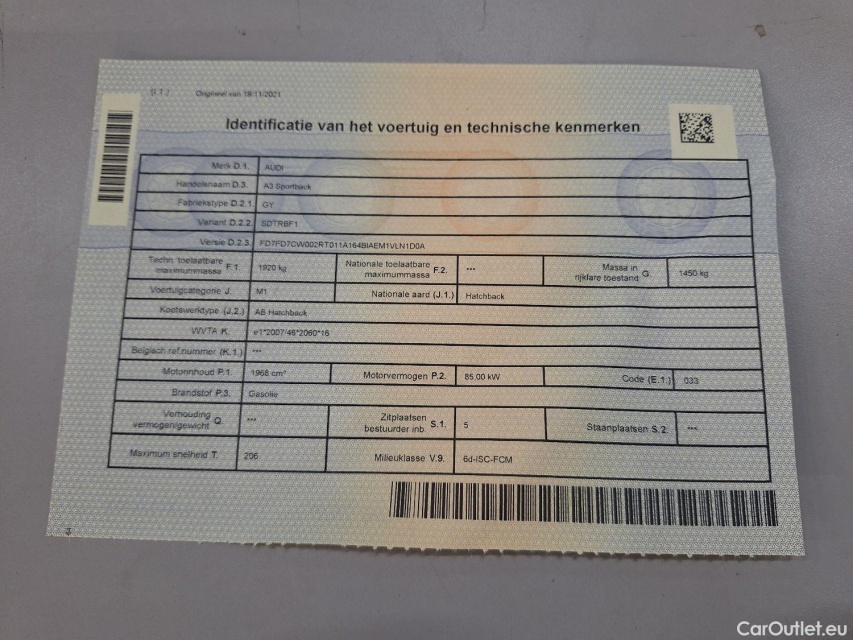 (I.1.) Origineel van 18/11/2021
Identificatie van het voertuig en technische kenmerken
Merk D.1. AUDI
Handelsnaam D.3. A3 Sportback
Fabriekstype D.2.1. GY
Variant D.2.2. SDTRBF1
Versie D.2.3. FD7FD7CW002RT011A164BIAEM1VLN1D0A
Techn. toelaatbare maximummassa F.1. 1920 kg Nationale toelaatbare maximummassa F.2. *** Massa in rijklare toestand G. 1450 kg
Voertuigcategorie J. M1 Nationale aard (J.1.) Hatchback
Koetswerktype (J.2.) AB Hatchback
WVTA K. e1*2007/46*2060*16
Belgisch ref.nummer (K.1.) ***
Motorinhoud P.1. 1968 cm³ Motorvermogen P.2. 85.00 kW Code (E.1.) 033
Brandstof P.3. Gasolie
Verhouding vermogen/gewicht Q. *** Zitplaatsen bestuurder inb. S.1. 5 Staanplaatsen S.2. ***
Maximum snelheid T. 206 Milieuklasse V.9. 6d-ISC-FCM
CarOutlet.eu